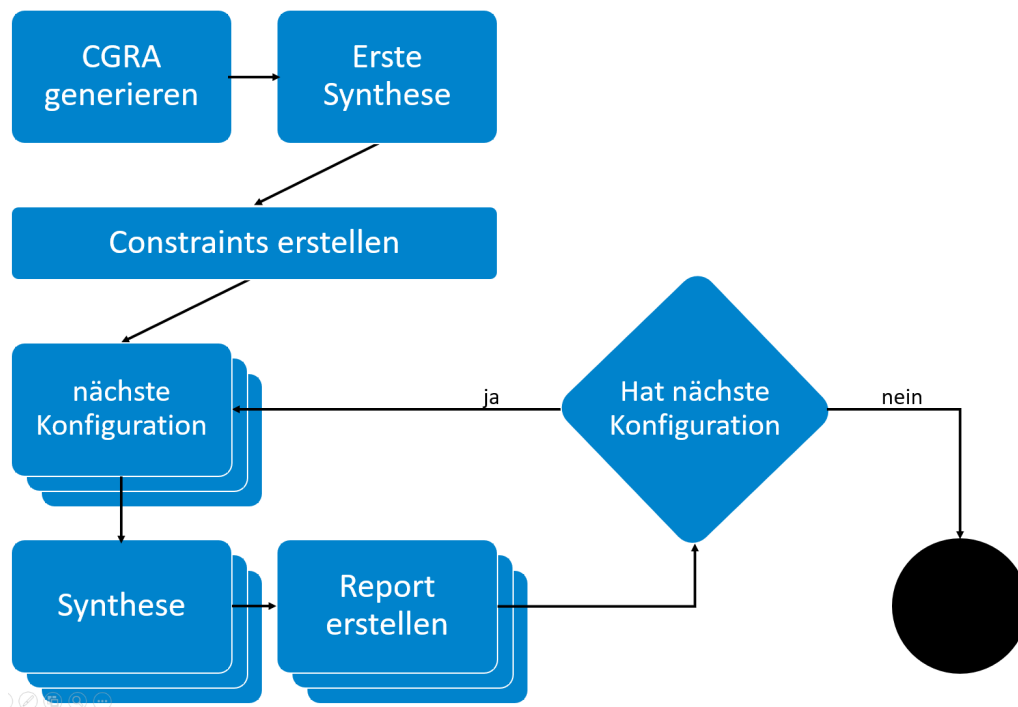 CGRA
generieren
Erste
Synthese
Constraints erstellen
nächste
Konfiguration
ja
Hat nächste
Konfiguration
nein
Synthese
Report
erstellen